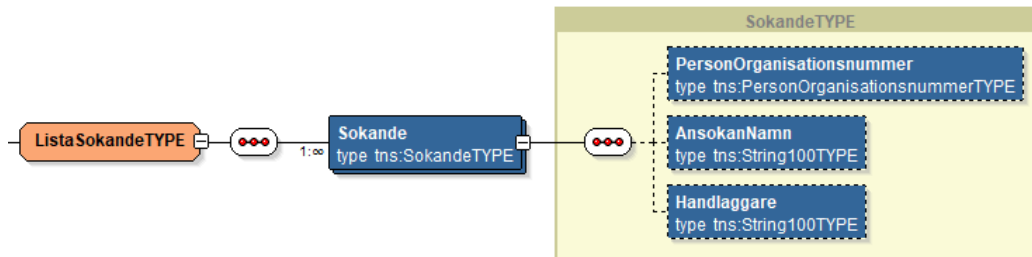 SokandeTYPE
PersonOrganisationsnummer
type tns:PersonOrganisationsnummerTYPE
ListaSokandeTYPE
Sokande
type tns:SokandeTYPE
1:∞
AnsokanNamn
type tns:String100TYPE
Handlaggare
type tns:String100TYPE